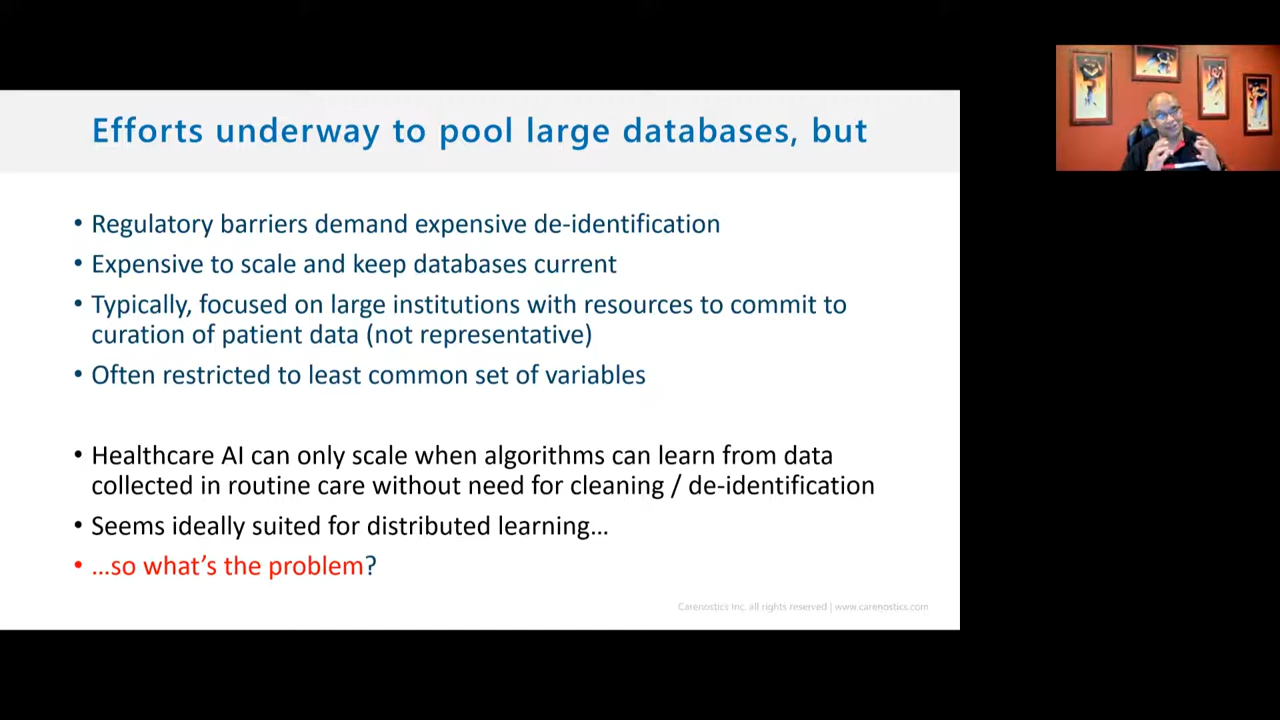 Efforts underway to pool large databases, but
• Regulatory barriers demand expensive de-identification
• Expensive to scale and keep databases current
• Typically, focused on large institutions with resources to commit to
curation of patient data (not representative)
• Often restricted to least common set of variables
• Healthcare AI can only scale when algorithms can learn from data
collected in routine care without need for cleaning / de-identification
• Seems ideally suited for distributed learning…
• …so what’s the problem?
Carenostics Inc. all rights reserved | www.carenostics.com